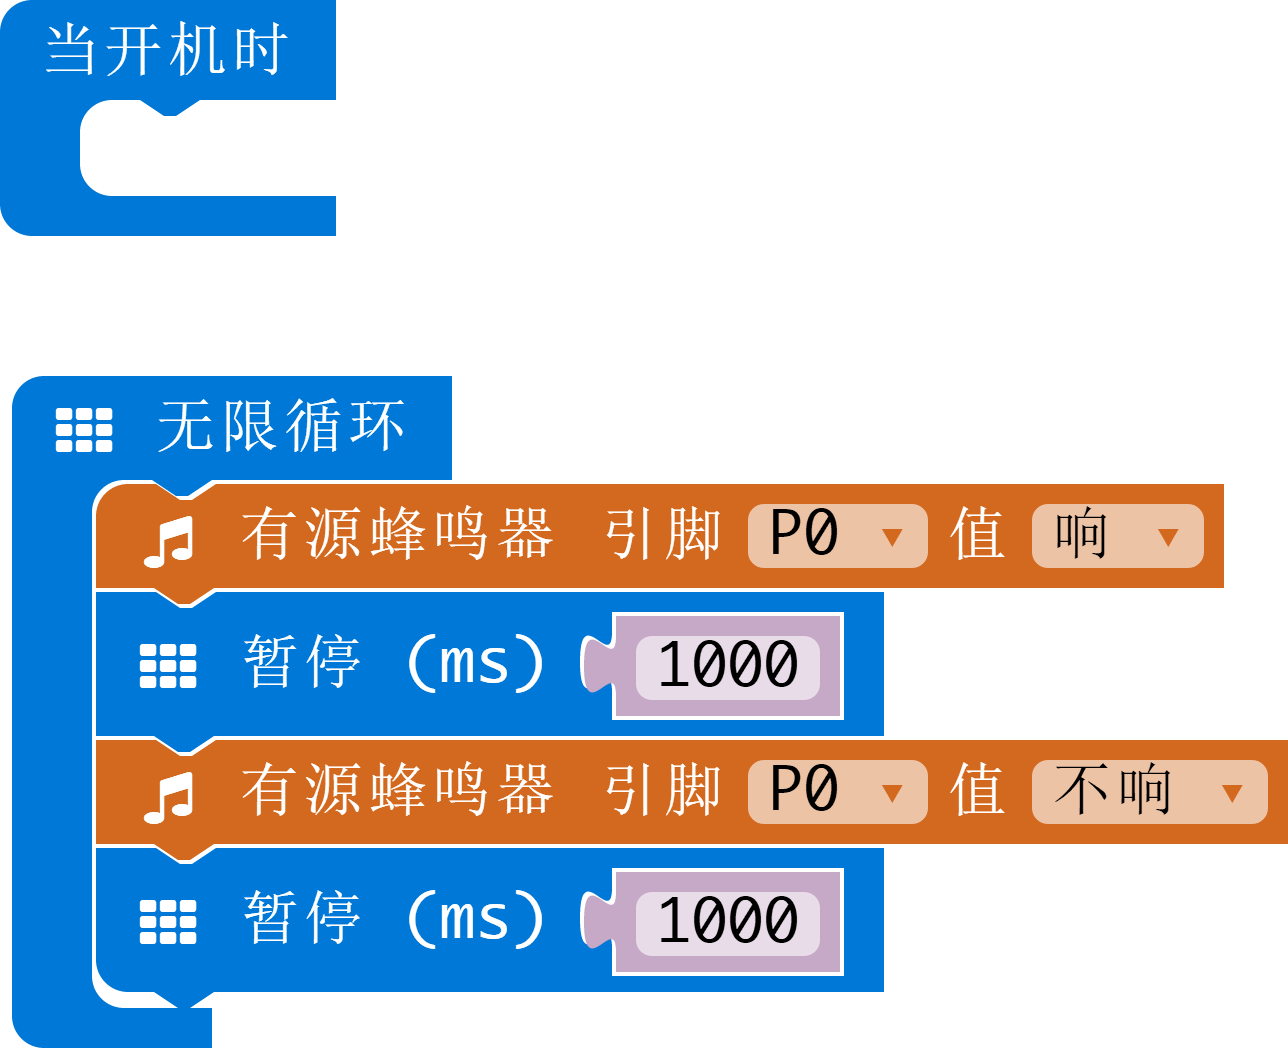 当开机时
无限循环
有源蜂鸣器 引脚 P0 值 响
暂停 (ms) 1000
有源蜂鸣器 引脚 P0 值 不响
暂停 (ms) 1000